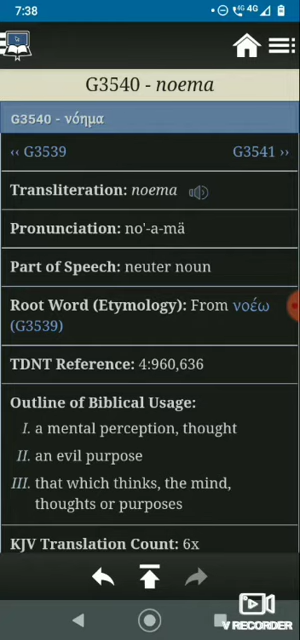 7:38
4G 4G
G3540 - noema
G3540 - νόημα
‹‹ G3539 G3541 ››
Transliteration: noema
Pronunciation: no'-a-mä
Part of Speech: neuter noun
Root Word (Etymology): From νοέω
(G3539)
TDNT Reference: 4:960,636
Outline of Biblical Usage:
I. a mental perception, thought
II. an evil purpose
III. that which thinks, the mind,
thoughts or purposes
KJV Translation Count: 6x
V RECORDER